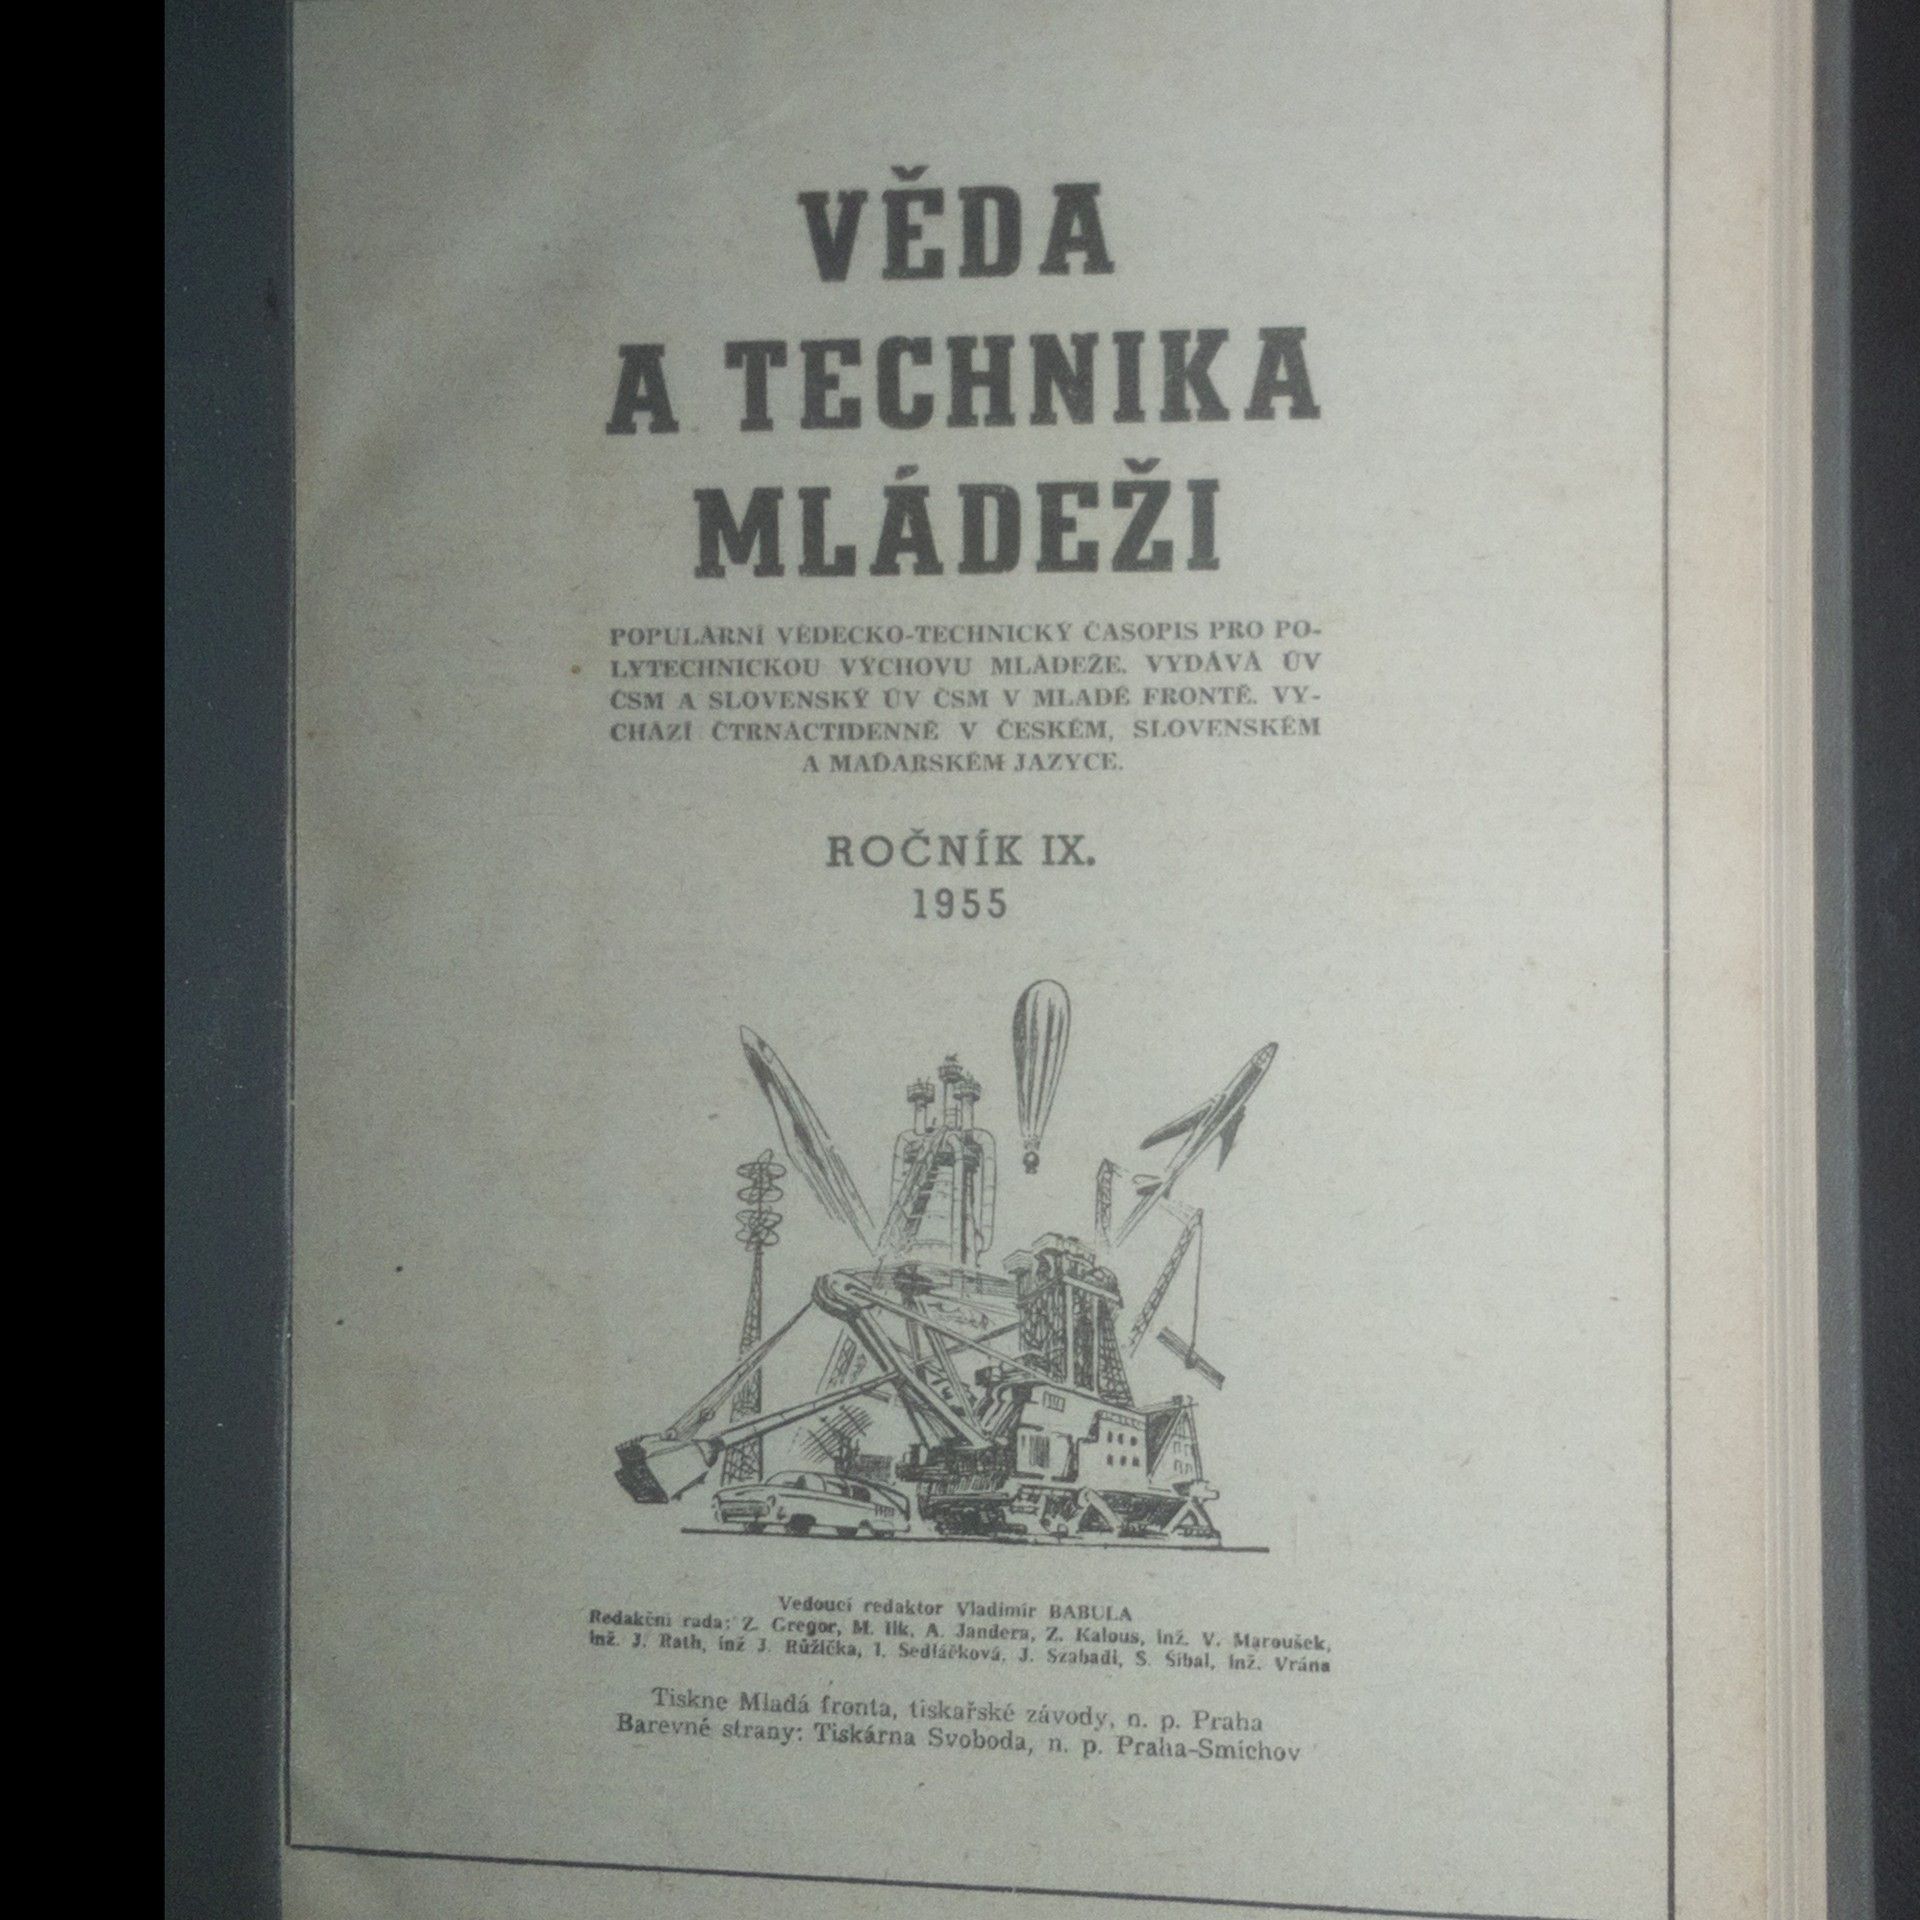 VĚDA
A TECHNIKA
MLÁDEŽI
POPULÁRNÍ VĚDECKO-TECHNICKÝ ČASOPIS PRO PO-
LYTECHNICKOU VÝCHOVU MLÁDEŽE. VYDÁVÁ ÚV
ČSM A SLOVENSKÝ ÚV ČSM V MLADÉ FRONTĚ. VY-
CHÁZÍ ČTRNÁCTIDENNĚ V ČESKÉM, SLOVENSKÉM
A MAĎARSKÉM JAZYCE.
ROČNÍK IX.
1955
Vedoucí redaktor Vladimír BABULA
Redakční rada: Z. Gregor, M. Ilk, A. Jandera, Z. Kalous, inž. V. Maroušek,
inž. J. Rath, inž J. Růžička, I. Sedláčková, J. Szabadi, S. Šibal, inž. Vrána
Tiskne Mladá fronta, tiskařské závody, n. p. Praha
Barevné strany: Tiskárna Svoboda, n. p. Praha-Smíchov